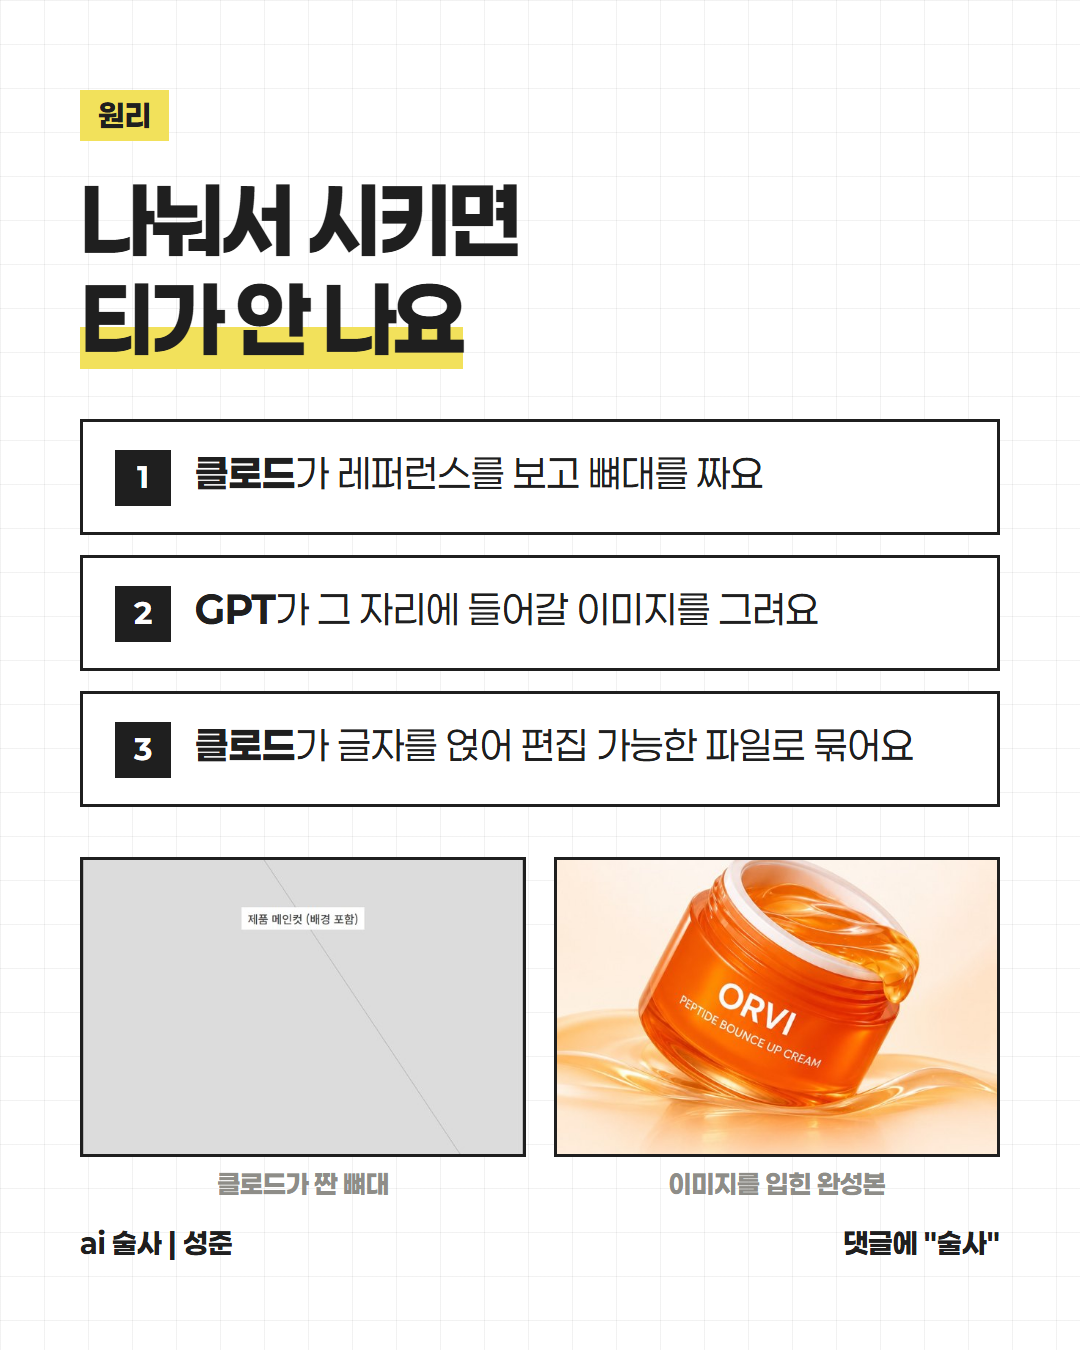 원리
나눠서 시키면
티가 안 나요
1 클로드가 레퍼런스를 보고 뼈대를 짜요
2 GPT가 그 자리에 들어갈 이미지를 그려요
3 클로드가 글자를 얹어 편집 가능한 파일로 묶어요
제품 메인컷 (배경 포함)
ORVI
PEPTIDE BOUNCE UP CREAM
클로드가 짠 뼈대
이미지를 입힌 완성본
ai 술사 | 성준
댓글에 "술사"